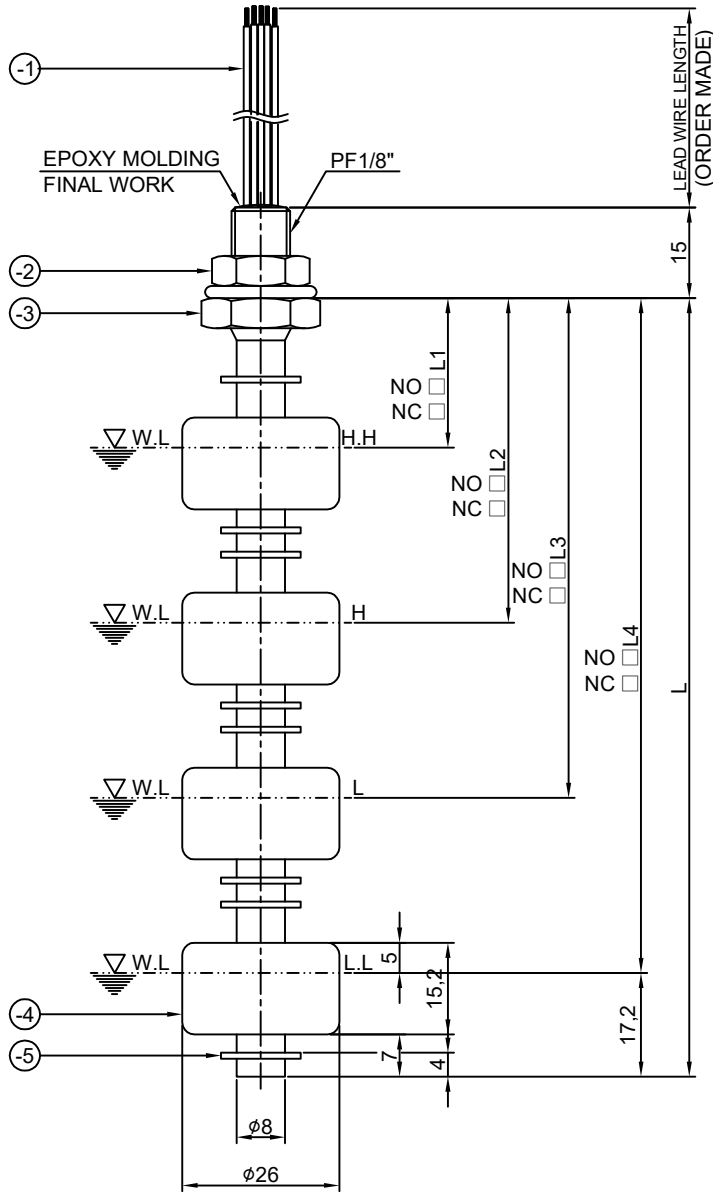 -1
LEAD WIRE LENGTH
(ORDER MADE)
EPOXY MOLDING
FINAL WORK
PF1/8"
15
-2
-3
L1
NO □
NC □
W.L
H.H
L2
NO □
NC □
L3
NO □
NC □
W.L
H
L4
NO □
NC □
L
W.L
L
W.L
L.L
5
15,2
17,2
-4
-5
7
4
ϕ8
ϕ26